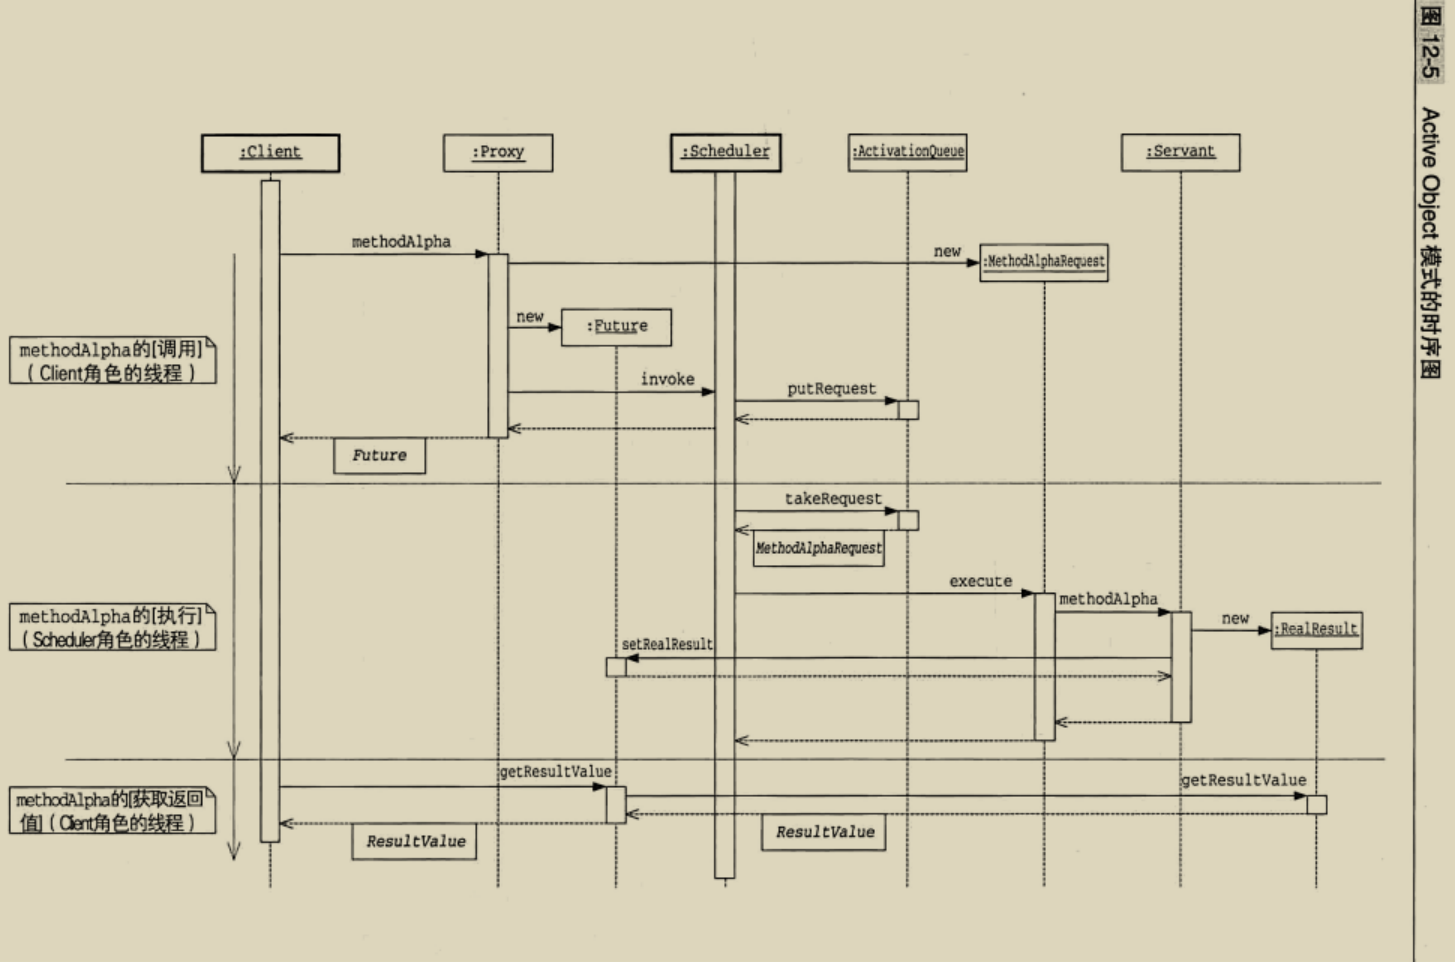 图 12-5 Active Object 模式的时序图
:Client
:Proxy
:Scheduler
:ActivationQueue
:Servant
methodAlpha
new
:MethodAlphaRequest
new
:Future
methodAlpha的[调用]
（Client角色的线程）
invoke
putRequest
Future
takeRequest
MethodAlphaRequest
execute
methodAlpha
methodAlpha的[执行]
（Scheduler角色的线程）
new
:RealResult
setRealResult
getResultValue
getResultValue
methodAlpha的[获取返回
值]（Client角色的线程）
ResultValue
ResultValue